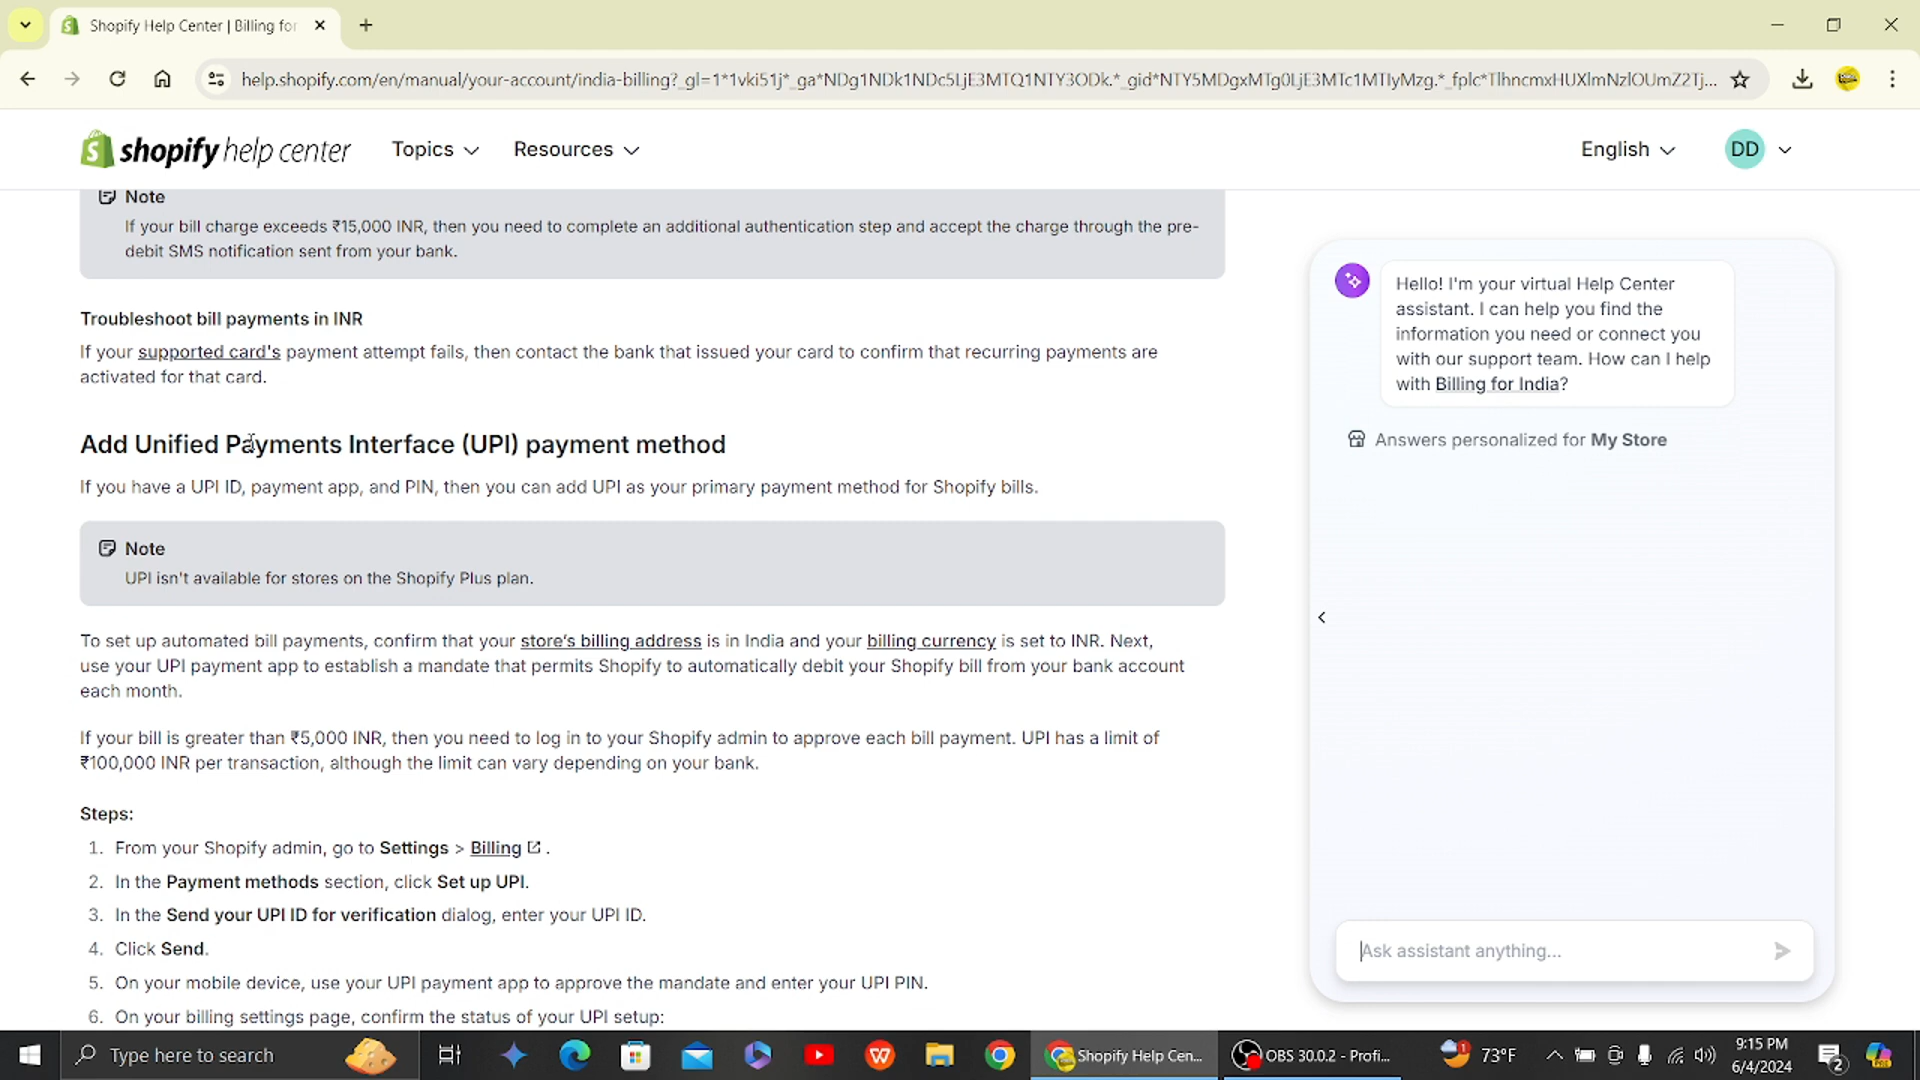 Shopify Help Center | Billing for
help.shopify.com/en/manual/your-account/india-billing?_gl=1*1vki51j*_ga*NDg1NDk1NDc5LjE3MTQ1NTY3ODk.*_gid*NTY5MDgxMTg0LjE3MTc1MTIyMzg.*_fplc*TlhncmxHUXlmNzlOUmZ2Tj...
shopify help center
Topics
Resources
English
DD
Note
If your bill charge exceeds ₹15,000 INR, then you need to complete an additional authentication step and accept the charge through the pre-
debit SMS notification sent from your bank.
Troubleshoot bill payments in INR
If your supported card's payment attempt fails, then contact the bank that issued your card to confirm that recurring payments are
activated for that card.
Add Unified Payments Interface (UPI) payment method
If you have a UPI ID, payment app, and PIN, then you can add UPI as your primary payment method for Shopify bills.
Note
UPI isn't available for stores on the Shopify Plus plan.
To set up automated bill payments, confirm that your store's billing address is in India and your billing currency is set to INR. Next,
use your UPI payment app to establish a mandate that permits Shopify to automatically debit your Shopify bill from your bank account
each month.
If your bill is greater than ₹5,000 INR, then you need to log in to your Shopify admin to approve each bill payment. UPI has a limit of
₹100,000 INR per transaction, although the limit can vary depending on your bank.
Steps:
1. From your Shopify admin, go to Settings > Billing .
2. In the Payment methods section, click Set up UPI.
3. In the Send your UPI ID for verification dialog, enter your UPI ID.
4. Click Send.
5. On your mobile device, use your UPI payment app to approve the mandate and enter your UPI PIN.
6. On your billing settings page, confirm the status of your UPI setup:
Hello! I'm your virtual Help Center
assistant. I can help you find the
information you need or connect you
with our support team. How can I help
with Billing for India?
Answers personalized for My Store
Ask assistant anything...
Type here to search
Shopify Help Cen...
OBS 30.0.2 - Profi...
1
73°F
9:15 PM
6/4/2024
2